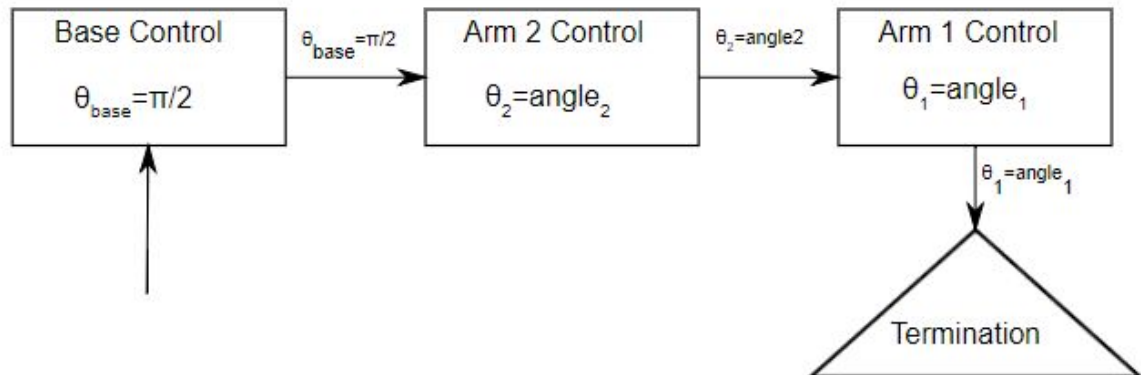 Base Control
θbase=π/2
θbase=π/2
Arm 2 Control
θ2=angle2
θ2=angle2
Arm 1 Control
θ1=angle1
θ1=angle1
Termination